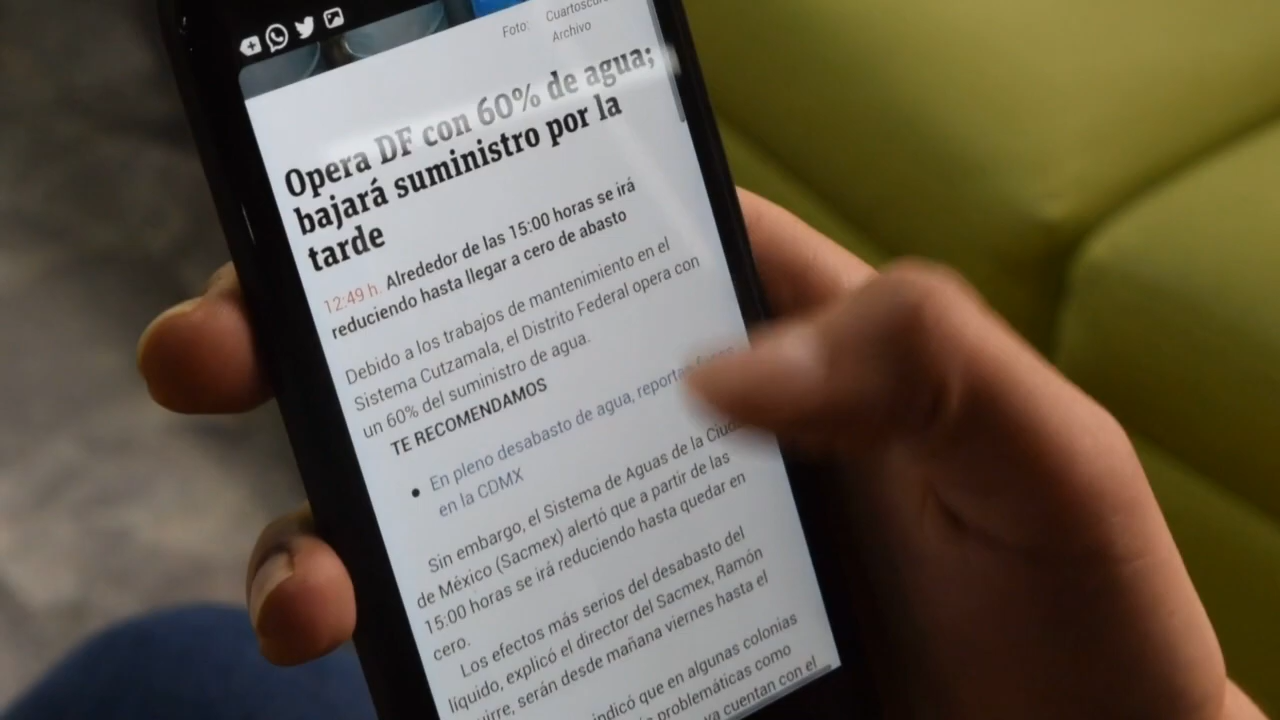 Foto: Cuartoscuro
Archivo
Opera DF con 60% de agua;
bajará suministro por la
tarde
12:49 h. Alrededor de las 15:00 horas se irá
reduciendo hasta llegar a cero de abasto
Debido a los trabajos de mantenimiento en el
Sistema Cutzamala, el Distrito Federal opera con
un 60% del suministro de agua.
TE RECOMENDAMOS
• En pleno desabasto de agua, reportan fugas
en la CDMX
Sin embargo, el Sistema de Aguas de la Ciudad
de México (Sacmex) alertó que a partir de las
15:00 horas se irá reduciendo hasta quedar en
cero.
Los efectos más serios del desabasto del
líquido, explicó el director del Sacmex, Ramón
serán desde mañana viernes hasta el
indicó que en algunas colonias
problemáticas como
ya cuentan con el